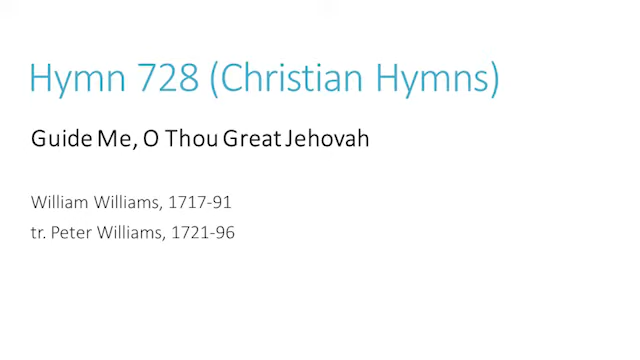 Hymn 728 (Christian Hymns)
Guide Me, O Thou Great Jehovah
William Williams, 1717-91
tr. Peter Williams, 1721-96